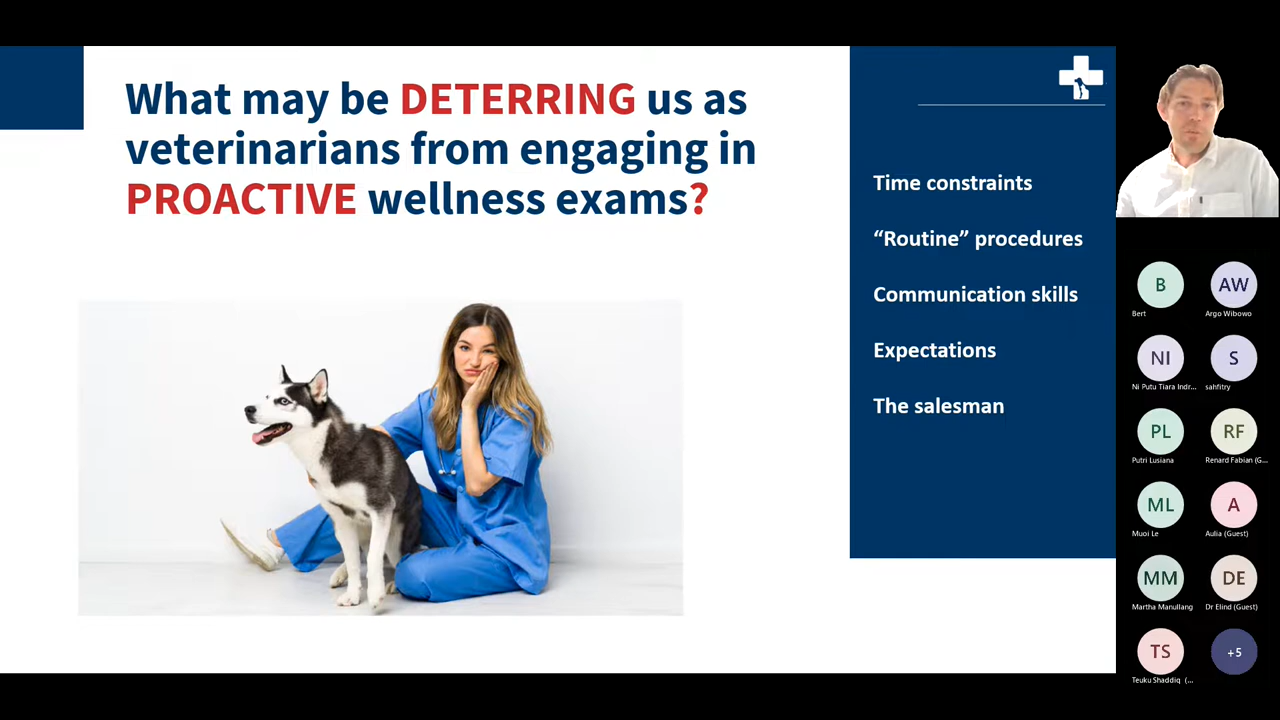 What may be DETERRING us as
veterinarians from engaging in
PROACTIVE wellness exams?
Time constraints
“Routine” procedures
Communication skills
Expectations
The salesman
B
Bert
AW
Argo Wibowo
NI
Ni Putu Tiara Indr...
S
sahfitry
PL
Putri Lusiana
RF
Renard Fabian (G...
ML
Muoi Le
A
Aulia (Guest)
MM
Martha Manullang
DE
Dr Elind (Guest)
TS
Teuku Shaddiq (...
+5